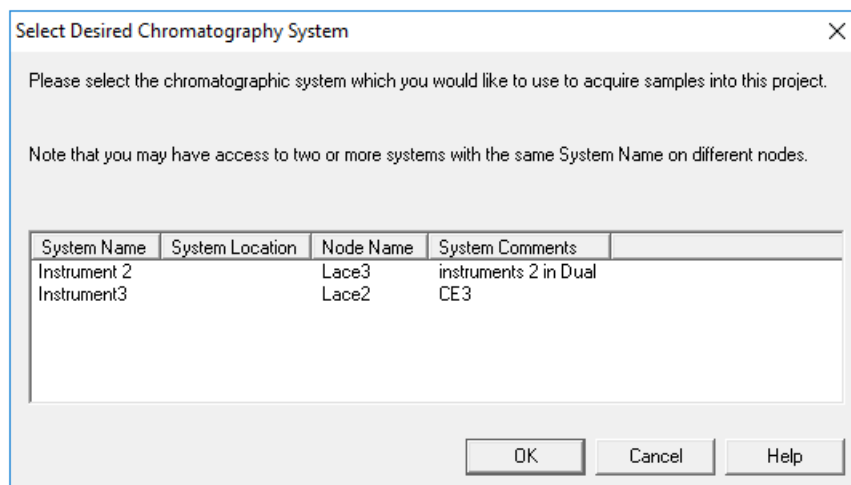 Select Desired Chromatography System
Please select the chromatographic system which you would like to use to acquire samples into this project.
Note that you may have access to two or more systems with the same System Name on different nodes.
System Name System Location Node Name System Comments
Instrument 2 Lace3 instruments 2 in Dual
Instrument3 Lace2 CE3
OK Cancel Help